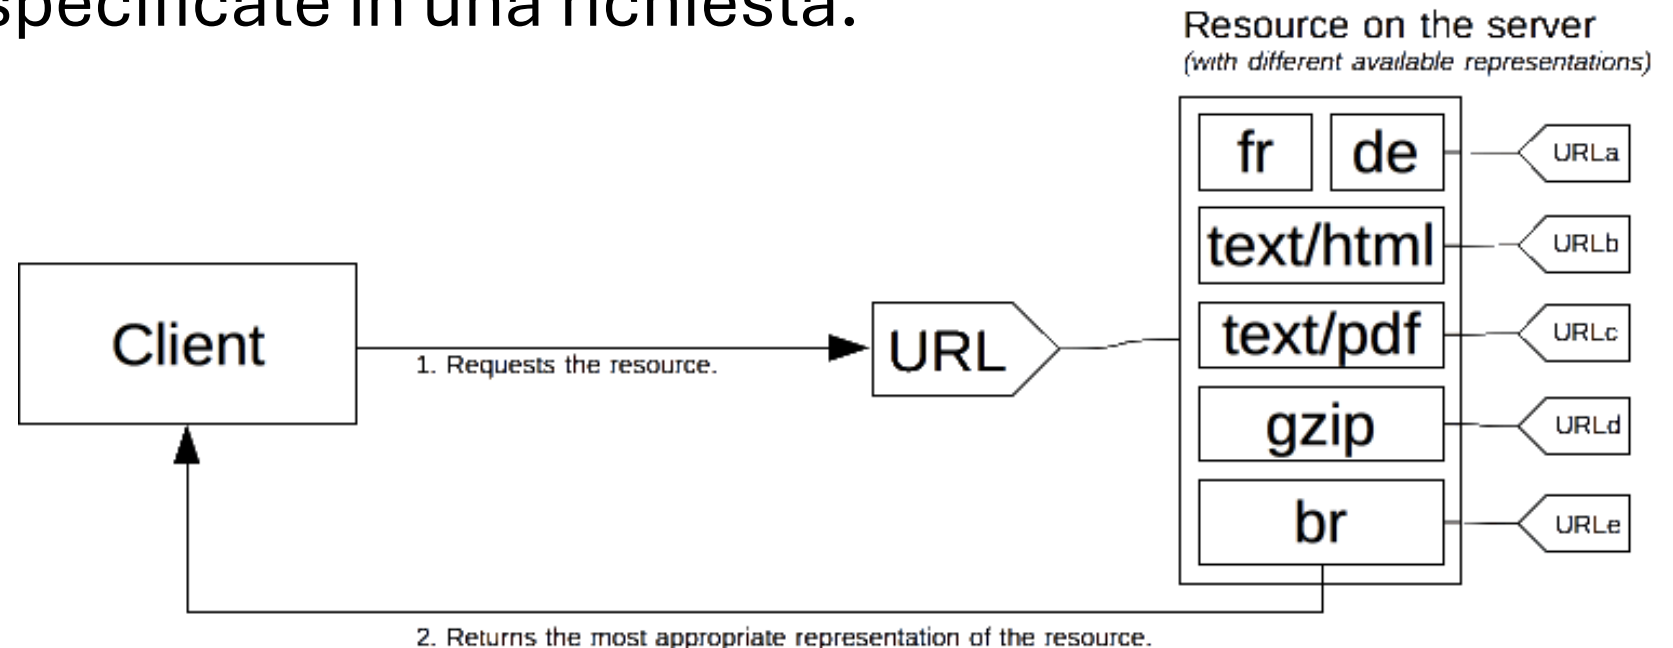 specificate in una richiesta.
Resource on the server
(with different available representations)
fr
de
URLa
text/html
URLb
Client
1. Requests the resource.
URL
text/pdf
URLc
gzip
URLd
br
URLe
2. Returns the most appropriate representation of the resource.